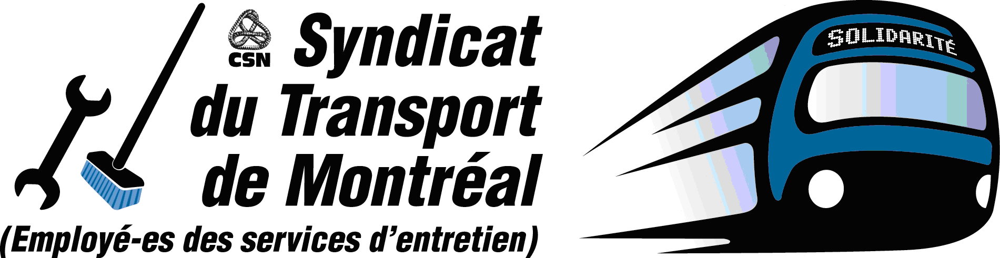 CSN
Syndicat
du Transport
de Montréal
(Employé-es des services d'entretien)
SOLIDARITÉ